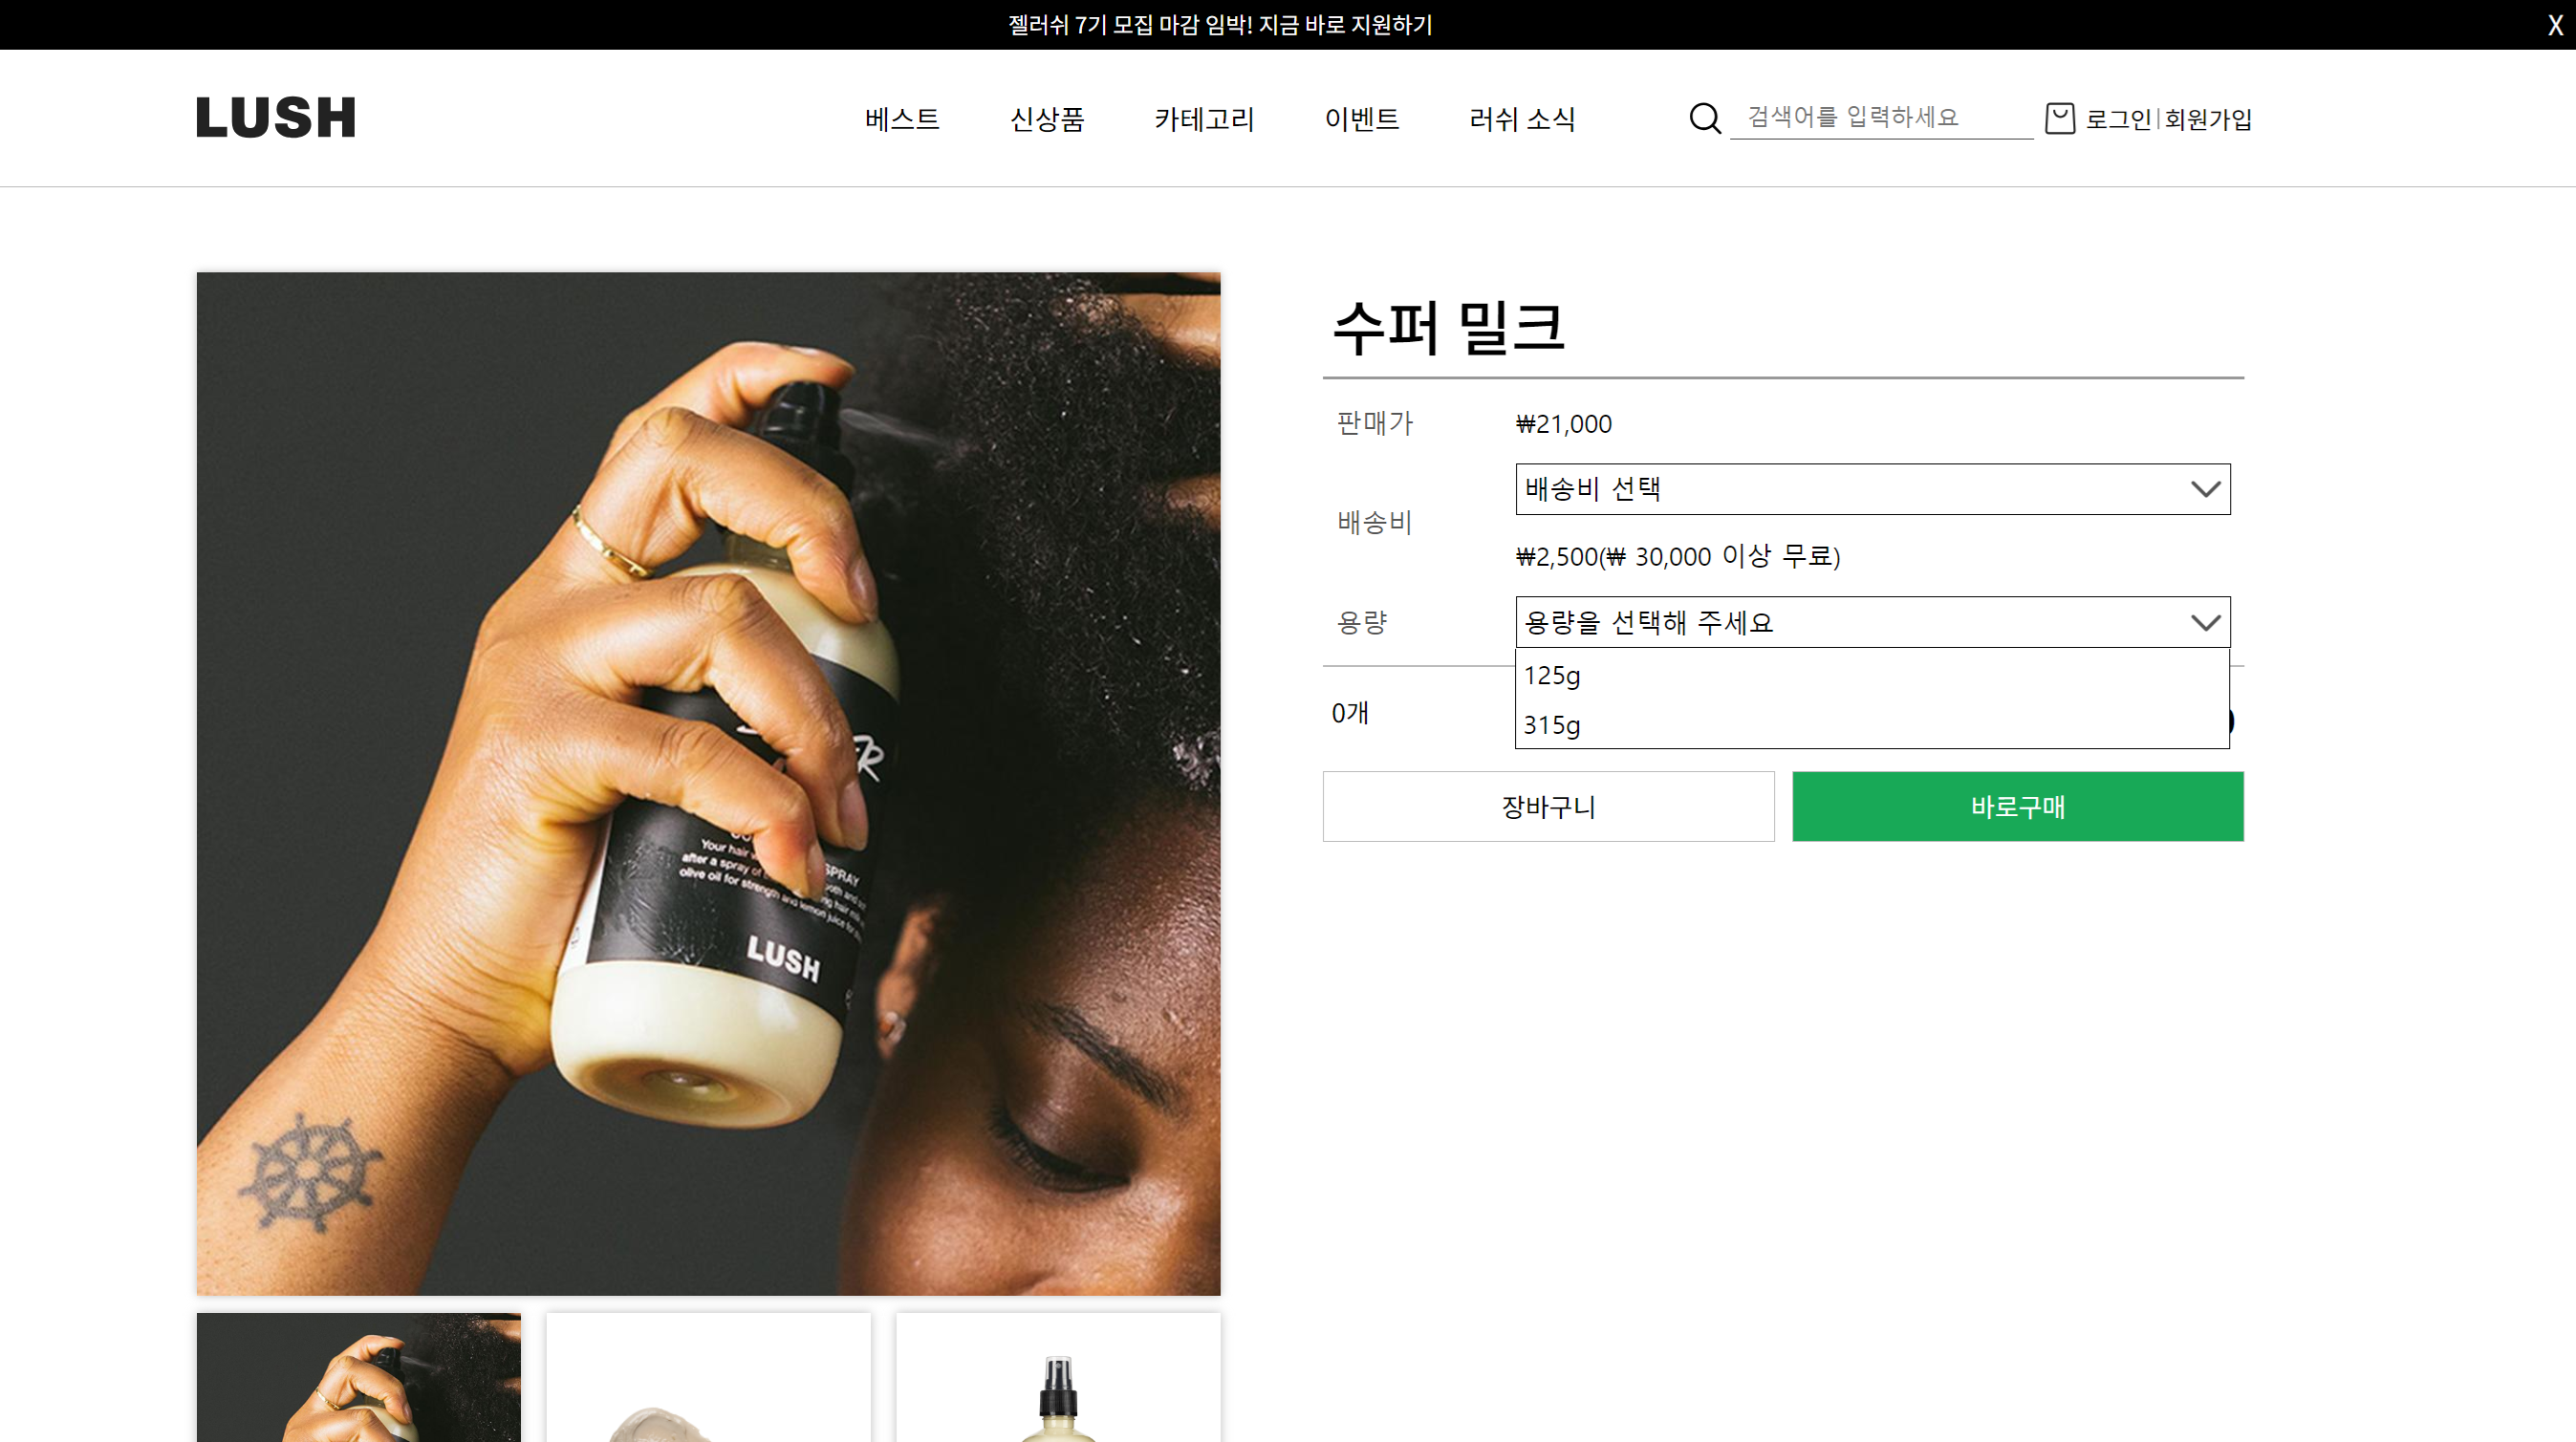 젤러쉬 7기 모집 마감 임박! 지금 바로 지원하기
X
LUSH
베스트
신상품
카테고리
이벤트
러쉬 소식
검색어를 입력하세요
로그인|회원가입
수퍼 밀크
판매가
₩21,000
배송비
배송비 선택
₩2,500(₩ 30,000 이상 무료)
용량
용량을 선택해 주세요
125g
315g
0개
장바구니
바로구매
Your hair
SPRAY
after a spray of
olive oil for strength and lemon juice for
LUSH